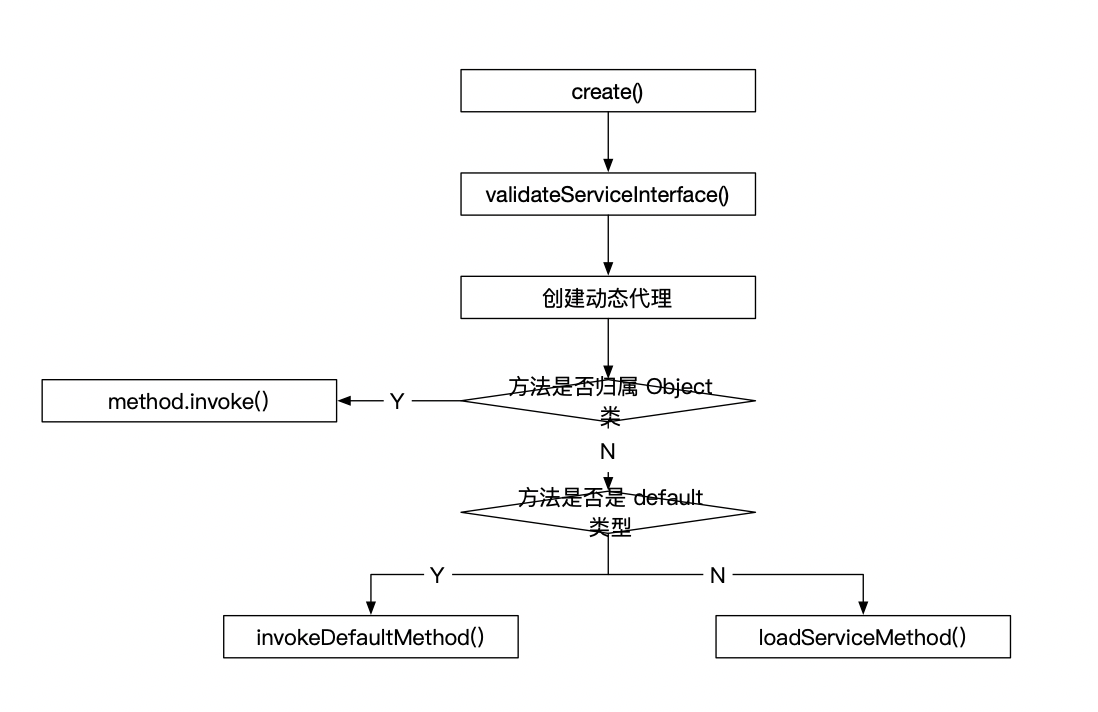 create()
validateServiceInterface()
创建动态代理
方法是否归属 Object
类
method.invoke()
Y
N
方法是否是 default
类型
Y
N
invokeDefaultMethod()
loadServiceMethod()